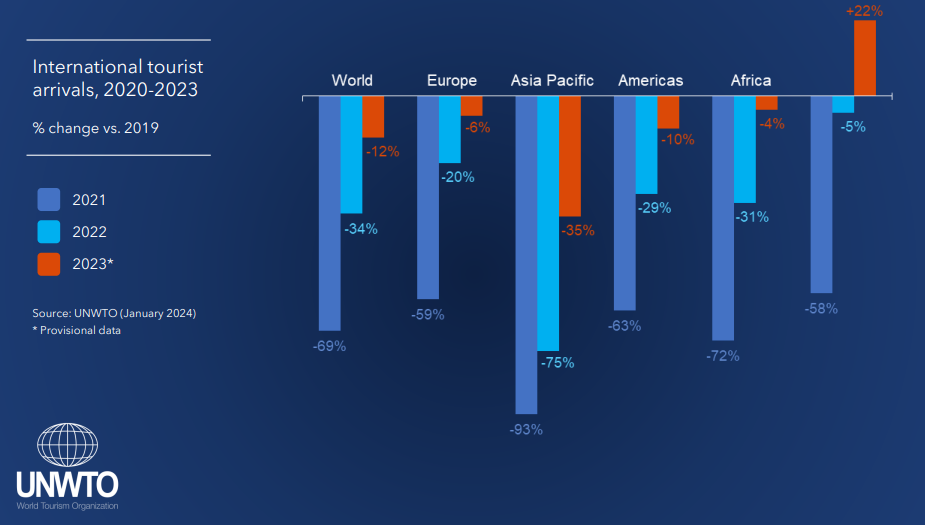 International tourist
arrivals, 2020-2023
% change vs. 2019
2021
2022
2023*
Source: UNWTO (January 2024)
* Provisional data
UNWTO
World Tourism Organization
+22%
World Europe Asia Pacific Americas Africa
-12% -6% -35% -10% -4% -5%
-34% -20% -75% -29% -31%
-69% -59% -93% -63% -72% -58%